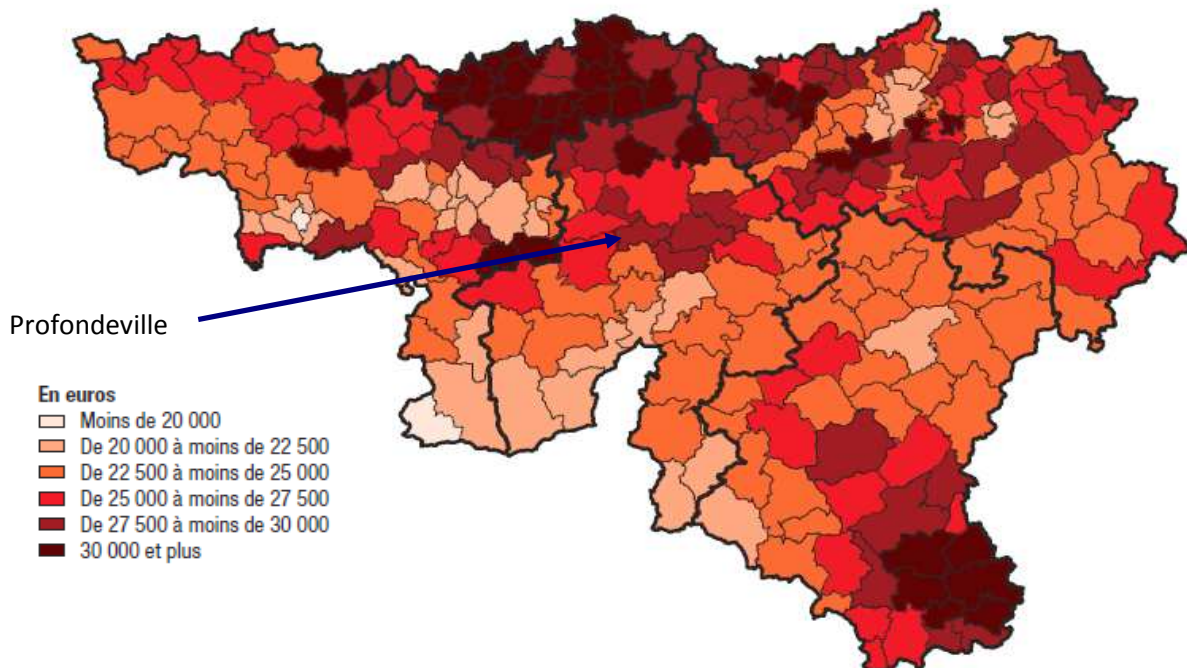 Profondeville
En euros
Moins de 20 000
De 20 000 à moins de 22 500
De 22 500 à moins de 25 000
De 25 000 à moins de 27 500
De 27 500 à moins de 30 000
30 000 et plus